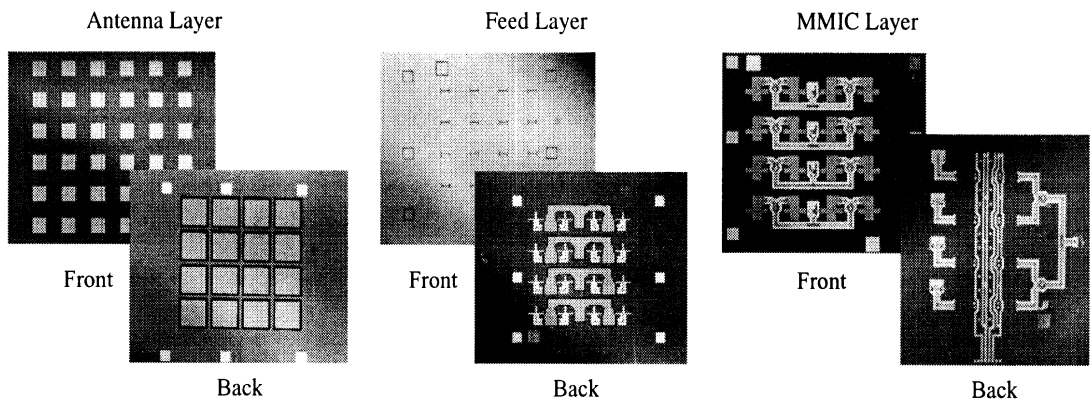 Antenna Layer
Feed Layer
MMIC Layer
Front
Back
Front
Back
Front
Back